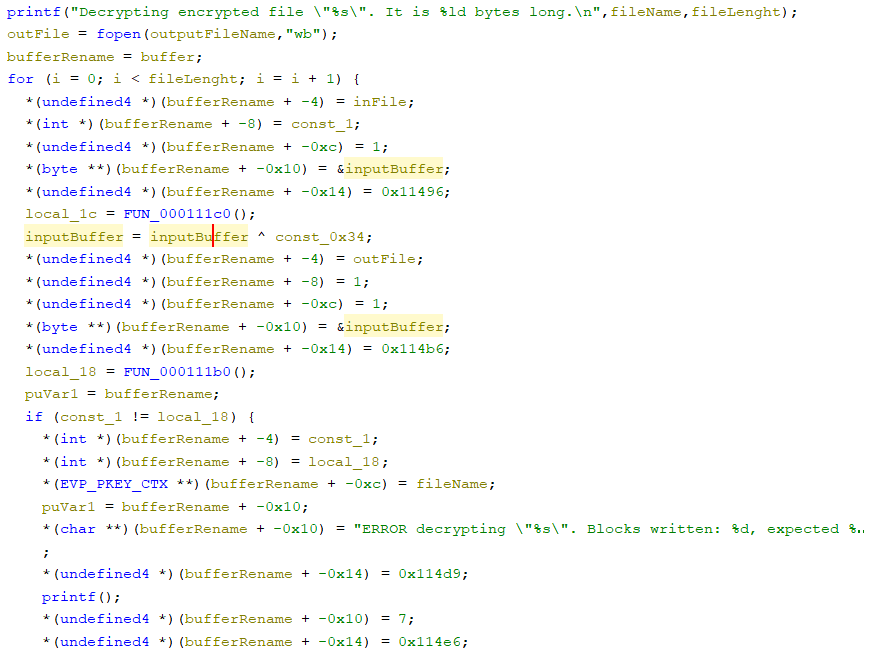 printf("Decrypting encrypted file \"%s\". It is %ld bytes long.\n",fileName,fileLenght);
outFile = fopen(outputFileName,"wb");
bufferRename = buffer;
for (i = 0; i < fileLenght; i = i + 1) {
*(undefined4 *)(bufferRename + -4) = inFile;
*(int *)(bufferRename + -8) = const_1;
*(undefined4 *)(bufferRename + -0xc) = 1;
*(byte **)(bufferRename + -0x10) = &inputBuffer;
*(undefined4 *)(bufferRename + -0x14) = 0x11496;
local_1c = FUN_000111c0();
inputBuffer = inputBuffer ^ const_0x34;
*(undefined4 *)(bufferRename + -4) = outFile;
*(undefined4 *)(bufferRename + -8) = 1;
*(undefined4 *)(bufferRename + -0xc) = 1;
*(byte **)(bufferRename + -0x10) = &inputBuffer;
*(undefined4 *)(bufferRename + -0x14) = 0x114b6;
local_18 = FUN_000111b0();
puVar1 = bufferRename;
if (const_1 != local_18) {
*(int *)(bufferRename + -4) = const_1;
*(int *)(bufferRename + -8) = local_18;
*(EVP_PKEY_CTX **)(bufferRename + -0xc) = fileName;
puVar1 = bufferRename + -0x10;
*(char **)(bufferRename + -0x10) = "ERROR decrypting \"%s\". Blocks written: %d, expected %..
;
*(undefined4 *)(bufferRename + -0x14) = 0x114d9;
printf();
*(undefined4 *)(bufferRename + -0x10) = 7;
*(undefined4 *)(bufferRename + -0x14) = 0x114e6;